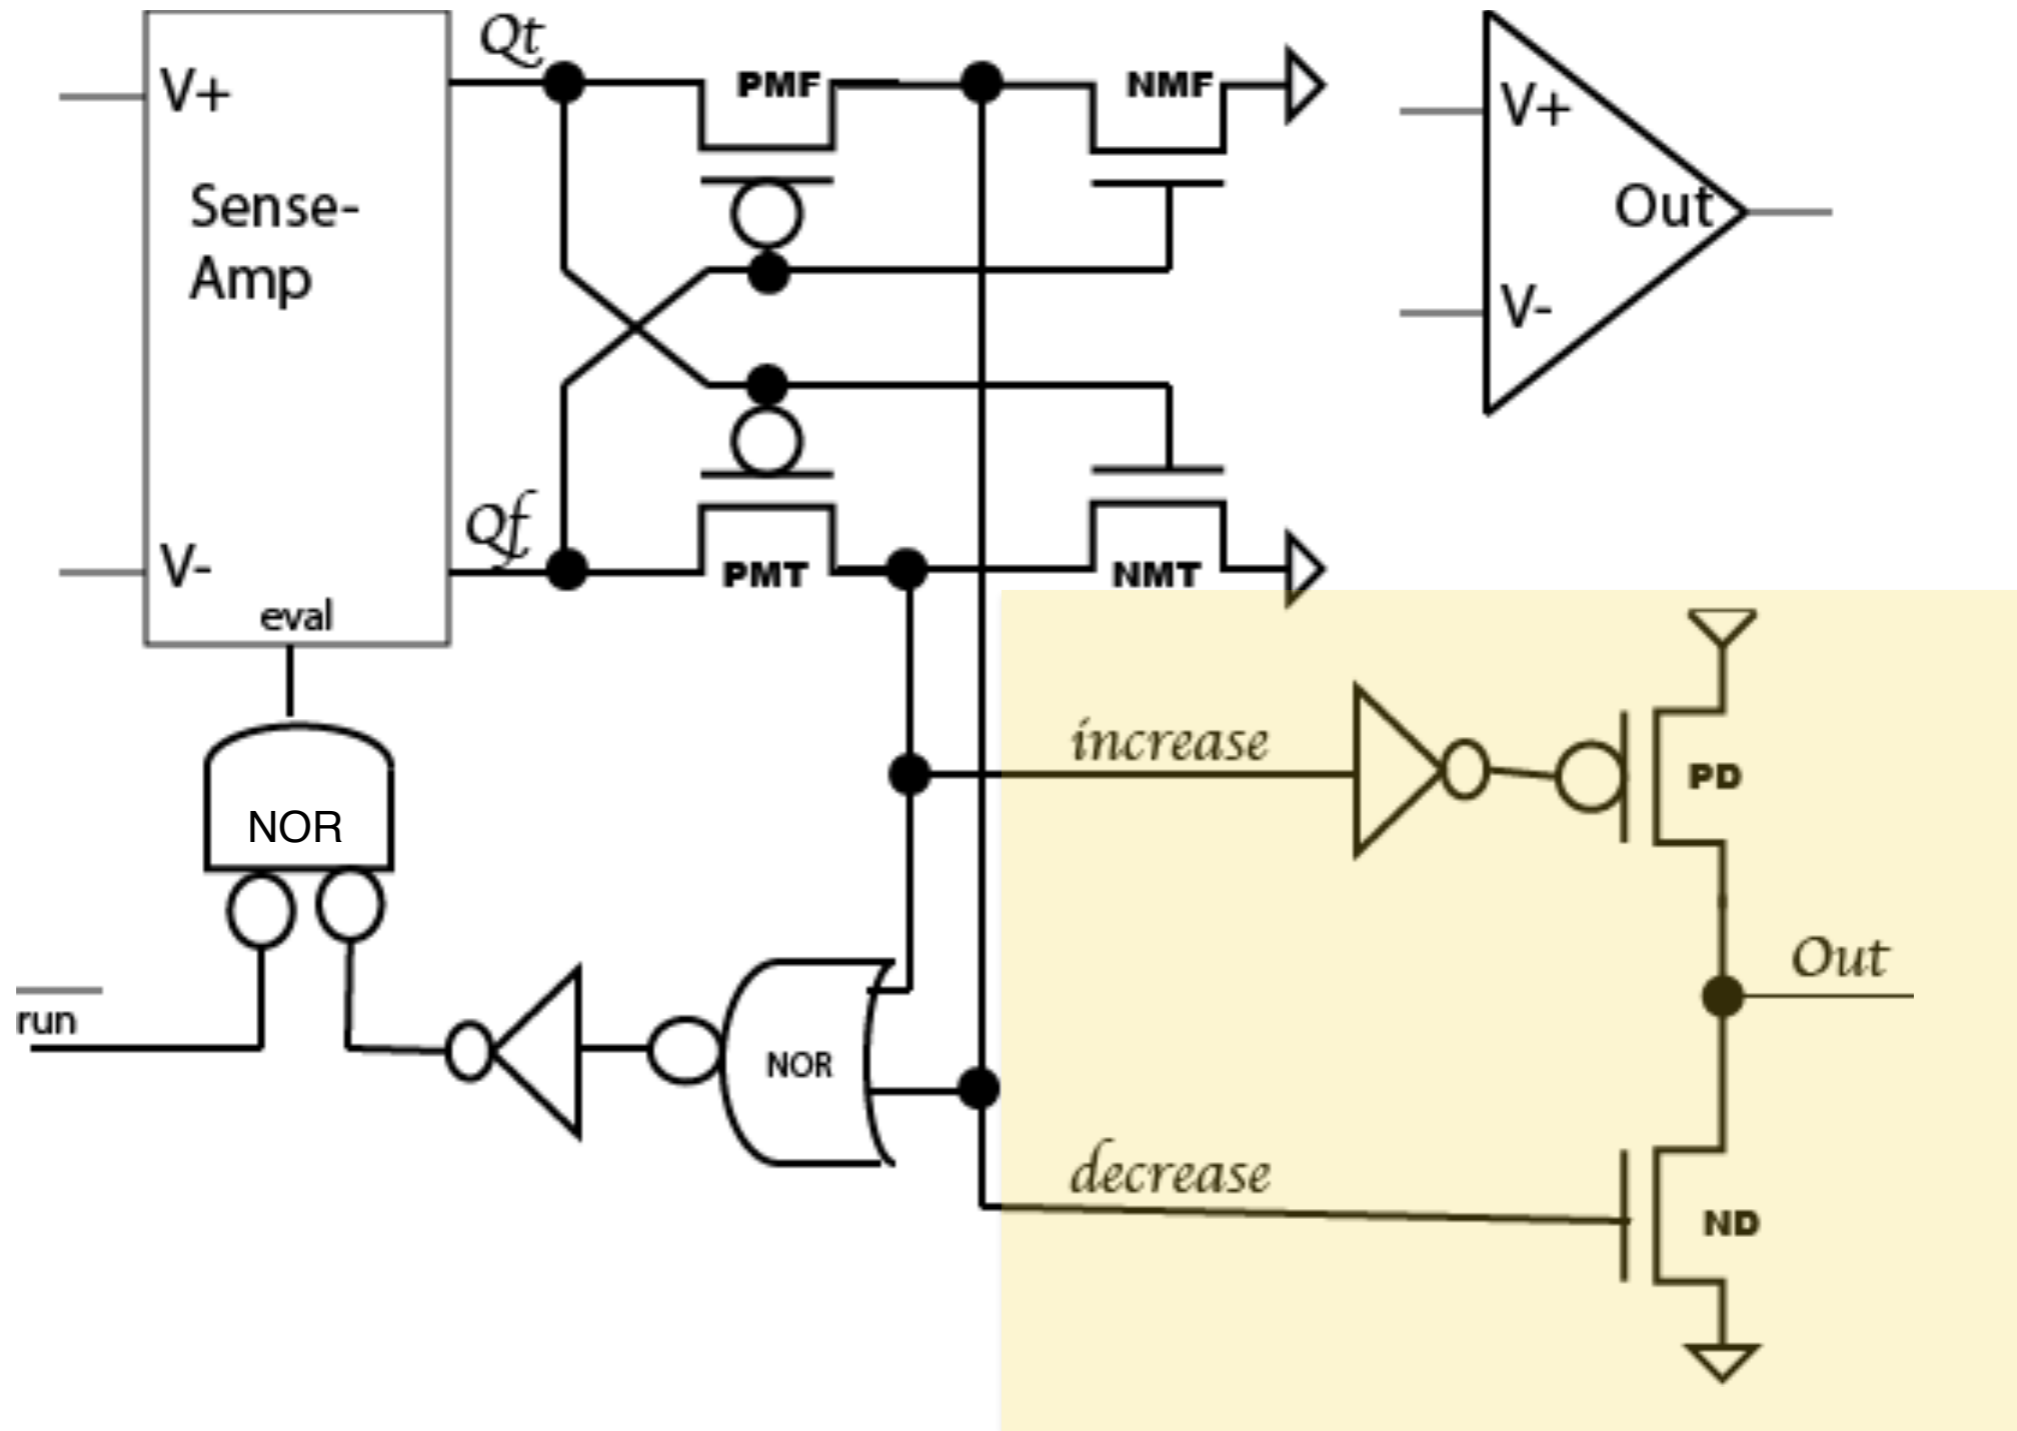 Qt
V+
PMF
NMF
V+
Sense-
Amp
Out
V-
Qf
V-
PMT
NMT
eval
increase
PD
NOR
Out
run
NOR
decrease
ND